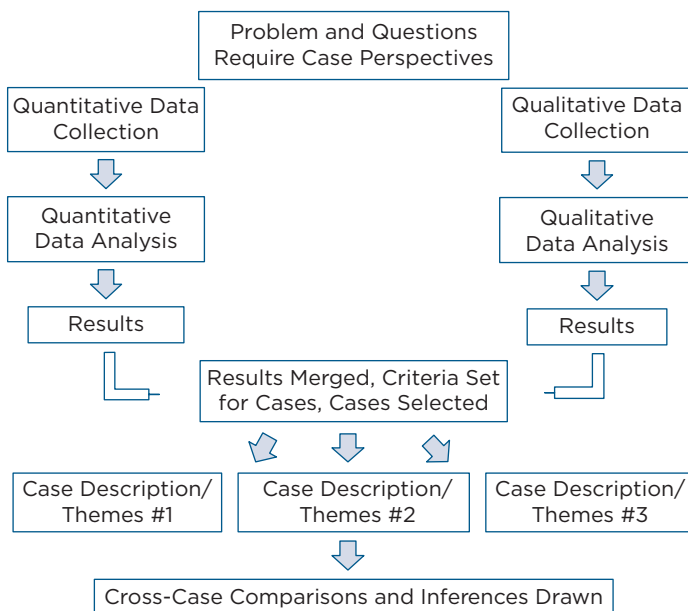 Problem and Questions
Require Case Perspectives
Quantitative Data
Collection
Qualitative Data
Collection
Quantitative
Data Analysis
Qualitative
Data Analysis
Results
Results
Results Merged, Criteria Set
for Cases, Cases Selected
Case Description/
Themes #1
Case Description/
Themes #2
Case Description/
Themes #3
Cross-Case Comparisons and Inferences Drawn